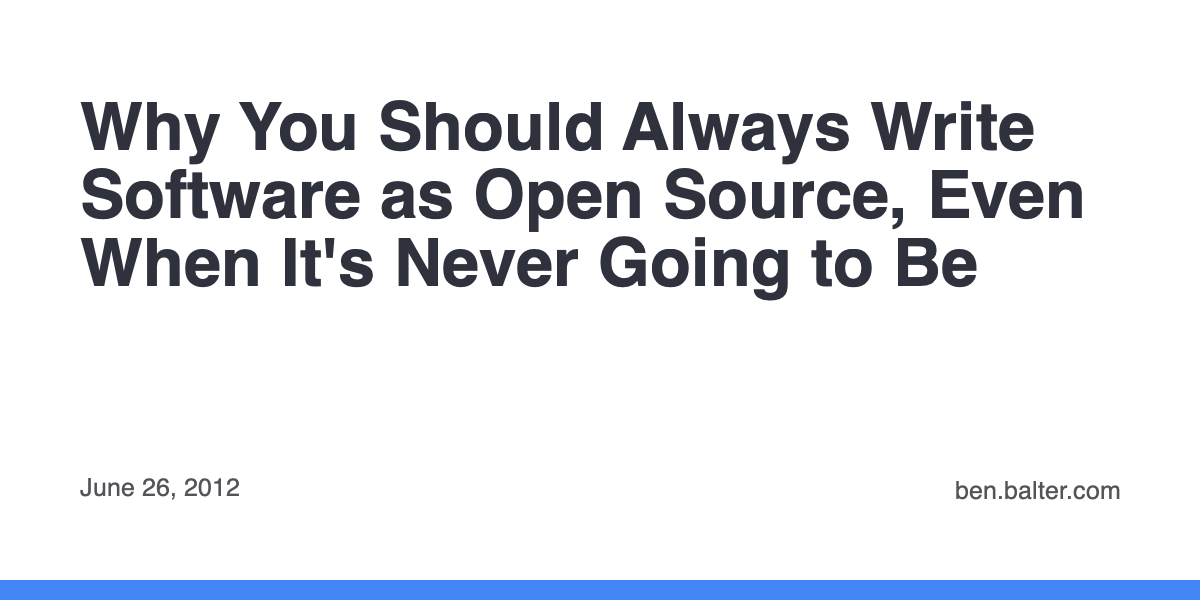 Why You Should Always Write
Software as Open Source, Even
When It's Never Going to Be
June 26, 2012
ben.balter.com